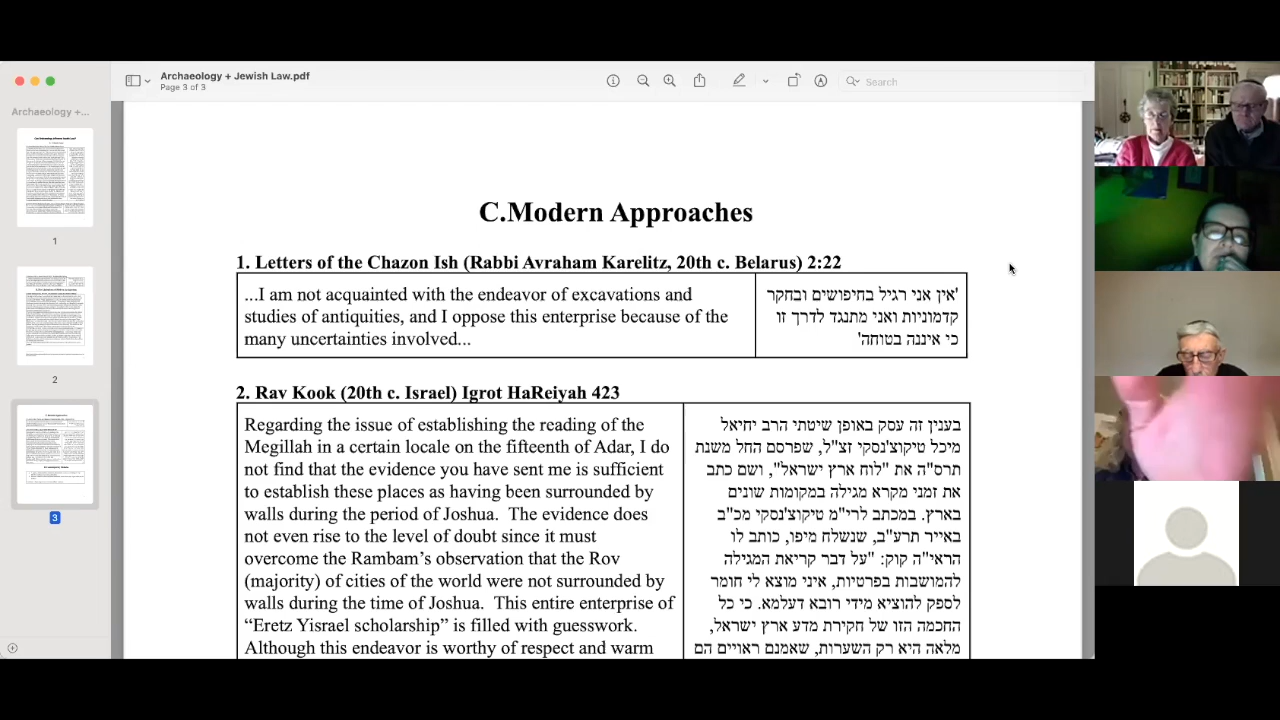 Archaeology + Jewish Law.pdf
Page 3 of 3
Search
Archaeology +...
1
2
3
C.Modern Approaches
1. Letters of the Chazon Ish (Rabbi Avraham Karelitz, 20th c. Belarus) 2:22
...I am not acquainted with the endeavor of excavations and
studies of antiquities, and I oppose this enterprise because of the
many uncertainties involved...
'אין אני רגיל בחיפושים ובחקר
קדמוניות ואני מתנגד לדרך זו
כי איננה בטוחה'
2. Rav Kook (20th c. Israel) Igrot HaReiyah 423
Regarding the issue of establishing the reading of the
Megillah in a certain locale on the fifteenth of Adar, I do
not find that the evidence you have sent me is sufficient
to establish these places as having been surrounded by
walls during the period of Joshua.  The evidence does
not even rise to the level of doubt since it must
overcome the Rambam's observation that the Rov
(majority) of cities of the world were not surrounded by
walls during the time of Joshua.  This entire enterprise of
“Eretz Yisrael scholarship” is filled with guesswork.
Although this endeavor is worthy of respect and warm
בענין זה עסק באופן שיטתי הרב יחיאל
מיכל טיקוצ'נסקי זצ"ל, שפרסם החל משנת
תרס"ה את "לוח ארץ ישראל", ושם כתב
את זמני מקרא מגילה במקומות שונים
בארץ. במכתב לרי"מ טיקוצ'נסקי מכ"ב
באייר תרע"ב, שנשלח מיפו, כותב לו
הראי"ה קוק: "על דבר קריאת המגילה
להמושבות בפרטיות, איני מוצא לי חומר
לספק להוציא מידי רובא דעלמא. כי כל
החכמה הזו של חקירת מדע ארץ ישראל,
מלאה היא רק השערות, שאמנם ראויים הם